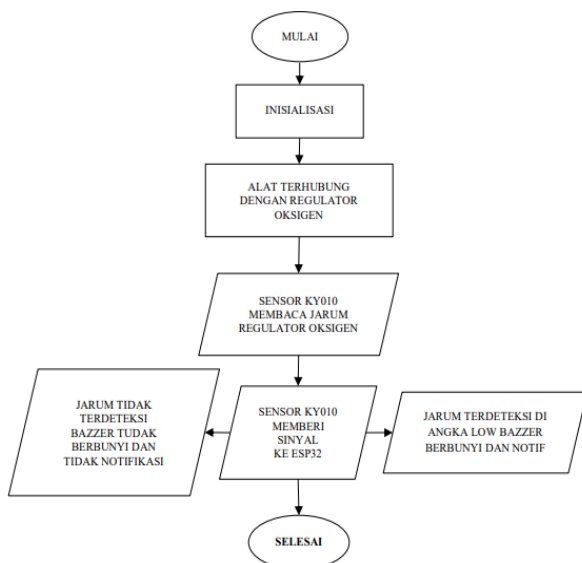 MULAI
INISIALISASI
ALAT TERHUBUNG
DENGAN REGULATOR
OKSIGEN
SENSOR KY010
MEMBACA JARUM
REGULATOR OKSIGEN
JARUM TIDAK
TERDETEKSI
BAZZER TUDAK
BERBUNYI DAN
TIDAK NOTIFIKASI
SENSOR KY010
MEMBERI
SINYAL
KE ESP32
JARUM TERDETEKSI DI
ANGKA LOW BAZZER
BERBUNYI DAN NOTIF
SELESAI